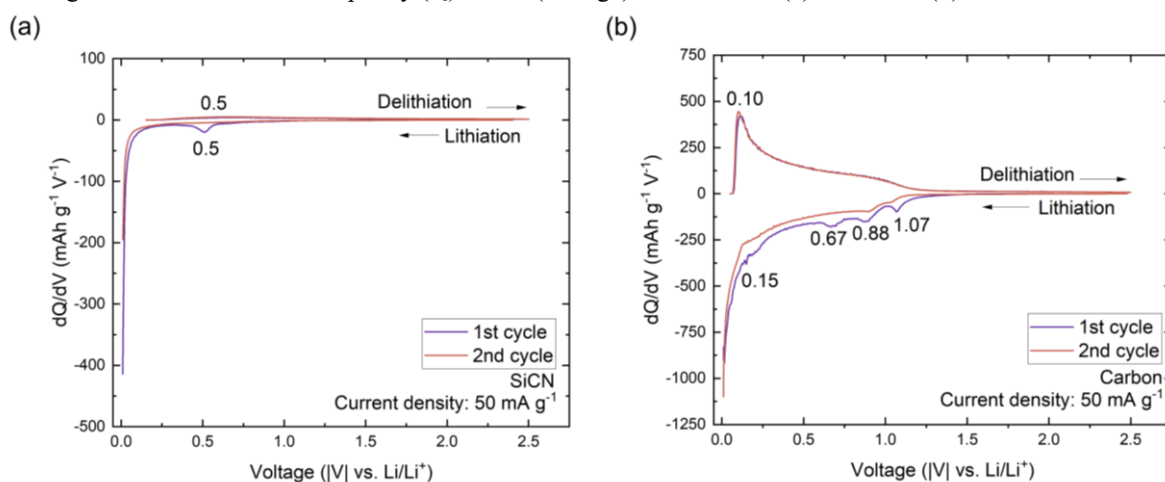 (a)
100
0
-100
-200
-300
-400
-500
dQ/dV (mAh g⁻¹ V⁻¹)
0.5
0.5
Delithiation
Lithiation
1st cycle
2nd cycle
SiCN
Current density: 50 mA g⁻¹
0.0 0.5 1.0 1.5 2.0 2.5
Voltage (|V| vs. Li/Li⁺)
(b)
750
500
250
0
-250
-500
-750
-1000
-1250
dQ/dV (mAh g⁻¹ V⁻¹)
0.10
Delithiation
Lithiation
0.67 0.88 1.07
0.15
1st cycle
2nd cycle
Carbon
Current density: 50 mA g⁻¹
0.0 0.5 1.0 1.5 2.0 2.5
Voltage (|V| vs. Li/Li⁺)